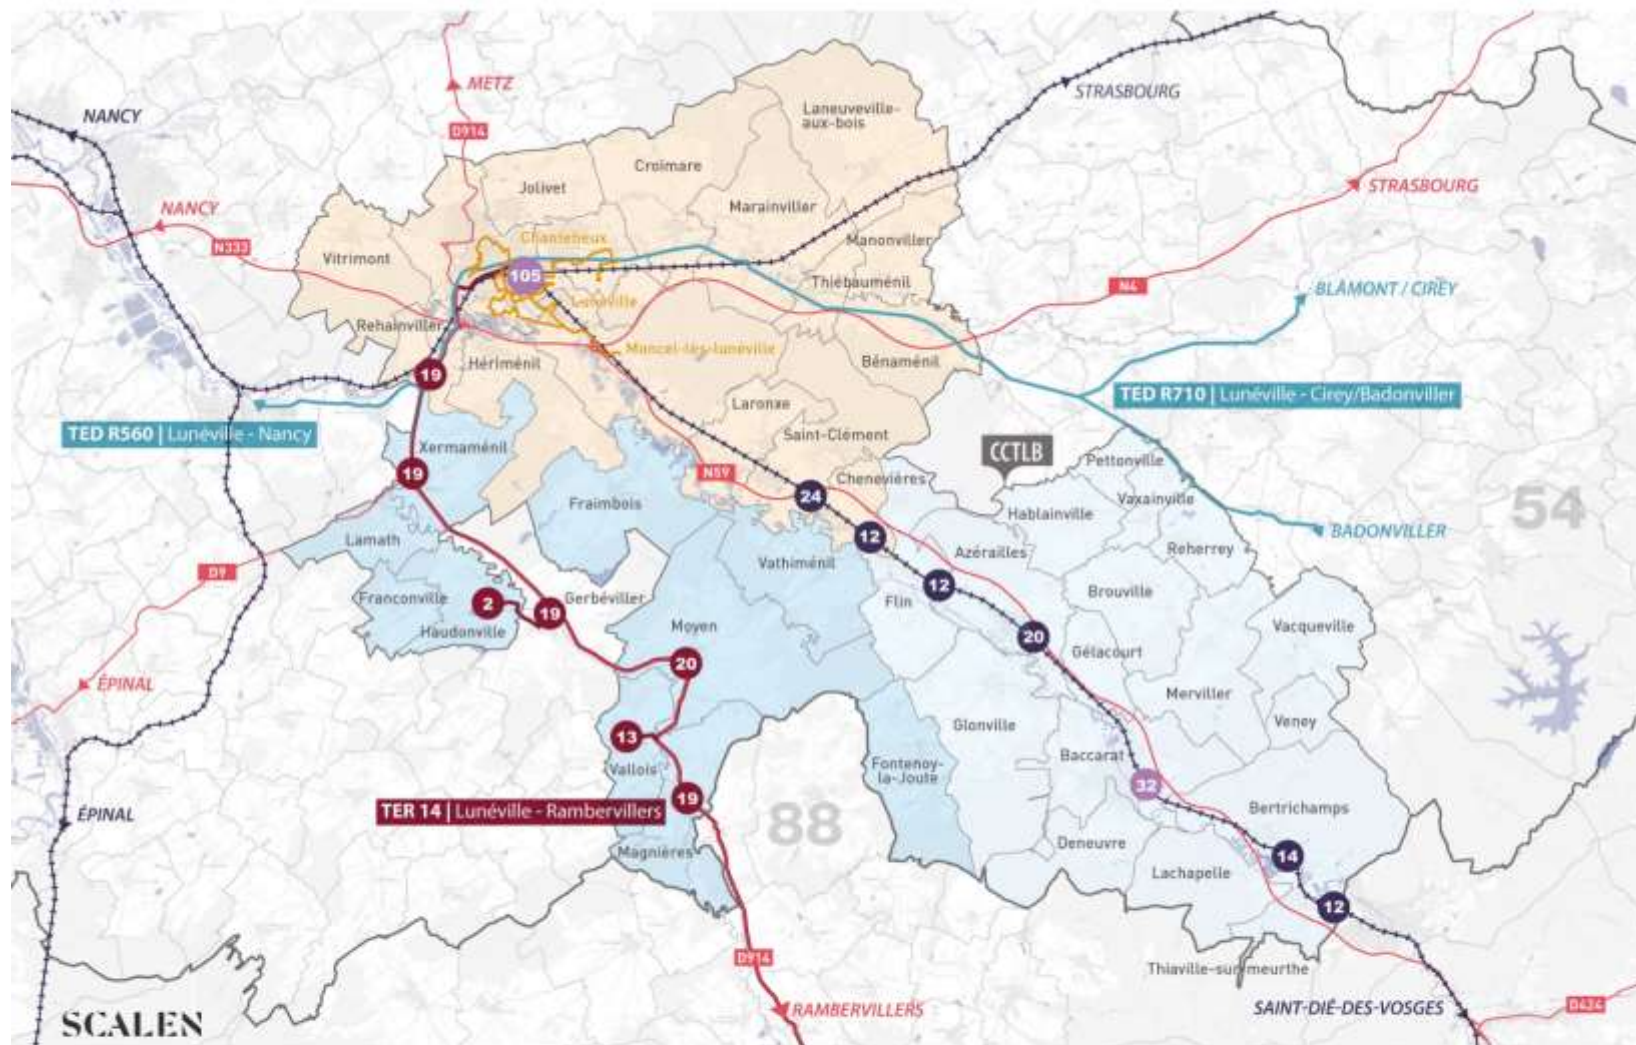 NANCY
METZ
D914
STRASBOURG
Laneuveville-
aux-bois
Croimare
Jolivet
Marainviller
STRASBOURG
NANCY
N333
Chanteheux
Manonviller
Vitrimont
105
Thiébauménil
N4
BLÂMONT / CIREY
Lunéville
Rehainviller
Moncel-lès-lunéville
Hériménil
Bénaménil
19
TED R710 | Lunéville - Cirey/Badonviller
Laronxe
TED R560 | Lunéville - Nancy
Saint-Clément
Xermaménil
CCTLB
Pettonville
19
N59
Chenevières
24
Vaxainville
Fraimbois
Hablainville
54
BADONVILLER
Lamath
12
Azérailles
Reherrey
Vathiménil
D9
12
Brouville
Franconville
2
Gerbéviller
Flin
19
Haudonville
Moyen
20
Vacqueville
Gélacourt
20
ÉPINAL
Merviller
Glonville
Veney
13
Baccarat
Vallois
Fontenoy-
la-Joute
32
19
TER 14 | Lunéville - Rambervillers
Bertrichamps
ÉPINAL
88
Deneuvre
Magnières
14
Lachapelle
12
D914
Thiaville-sur-meurthe
RAMBERVILLERS
SAINT-DIÉ-DES-VOSGES
D424
SCALEN